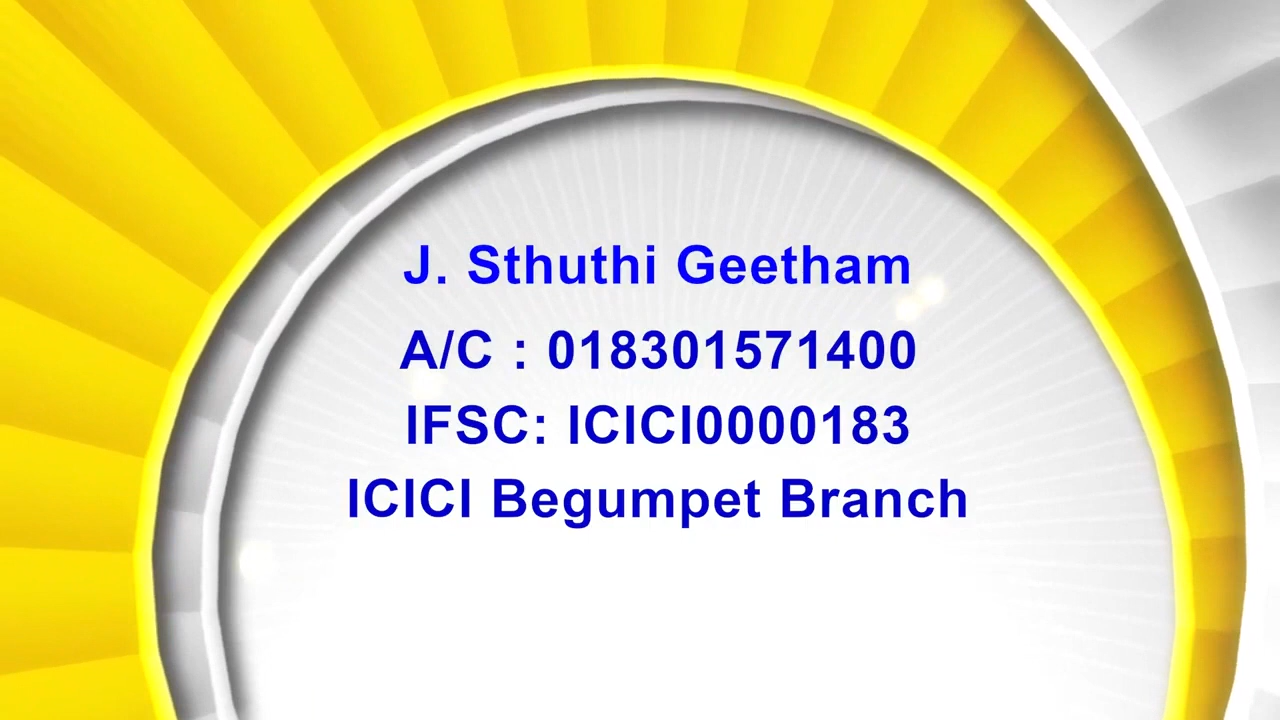 J. Sthuthi Geetham
A/C : 018301571400
IFSC: ICICI0000183
ICICI Begumpet Branch